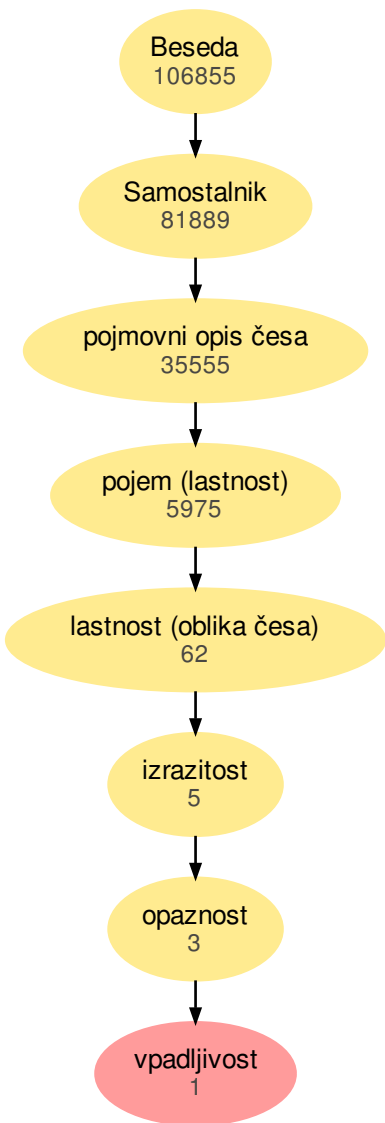 Beseda
106855
Samostalnik
81889
pojmovni opis česa
35555
pojem (lastnost)
5975
lastnost (oblika česa)
62
izrazitost
5
opaznost
3
vpadljivost
1